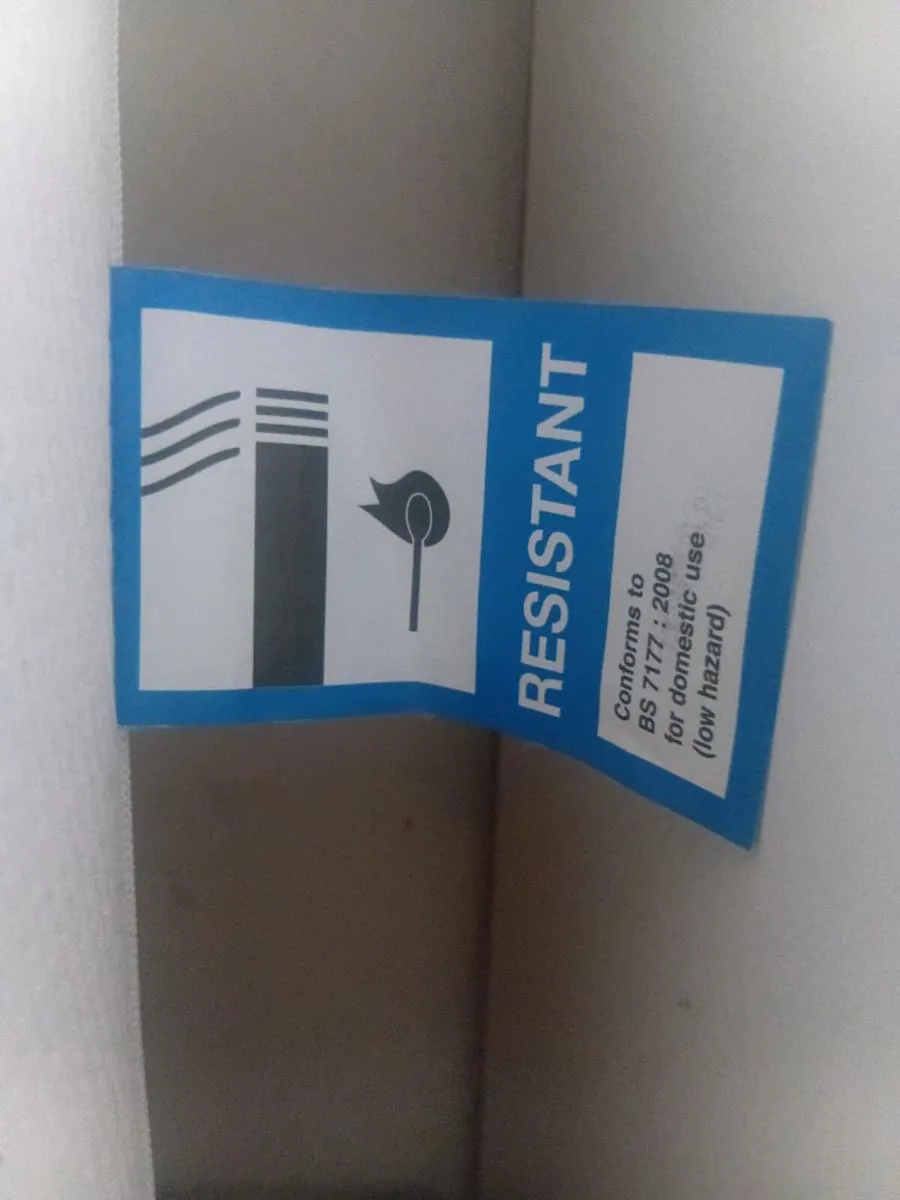 RESISTANT
Conforms to
BS 7177 : 2008
for domestic use
(low hazard)